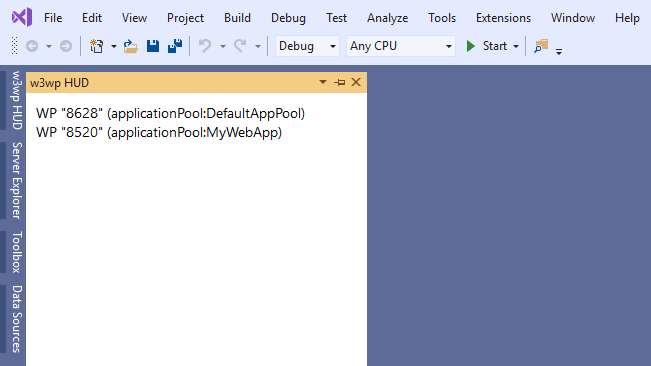 File Edit View Project Build Debug Test Analyze Tools Extensions Window Help
Debug Any CPU Start
w3wp HUD
WP "8628" (applicationPool:DefaultAppPool)
WP "8520" (applicationPool:MyWebApp)
w3wp HUD
Server Explorer
Toolbox
Data Sources